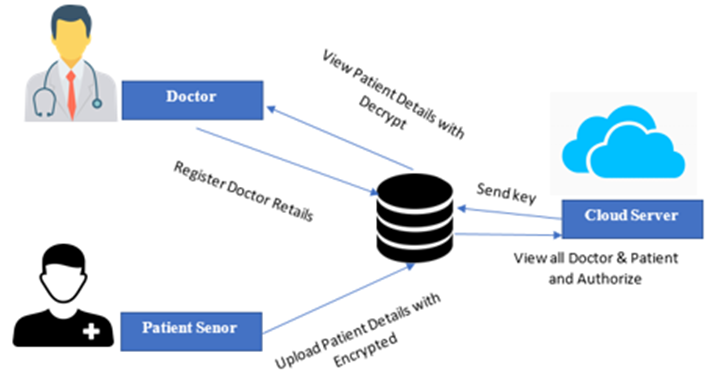 View Patient Details with
Decrypt
Doctor
Register Doctor Retails
Send key
Cloud Server
View all Doctor & Patient
and Authorize
Patient Senor
Upload Patient Details with
Encrypted